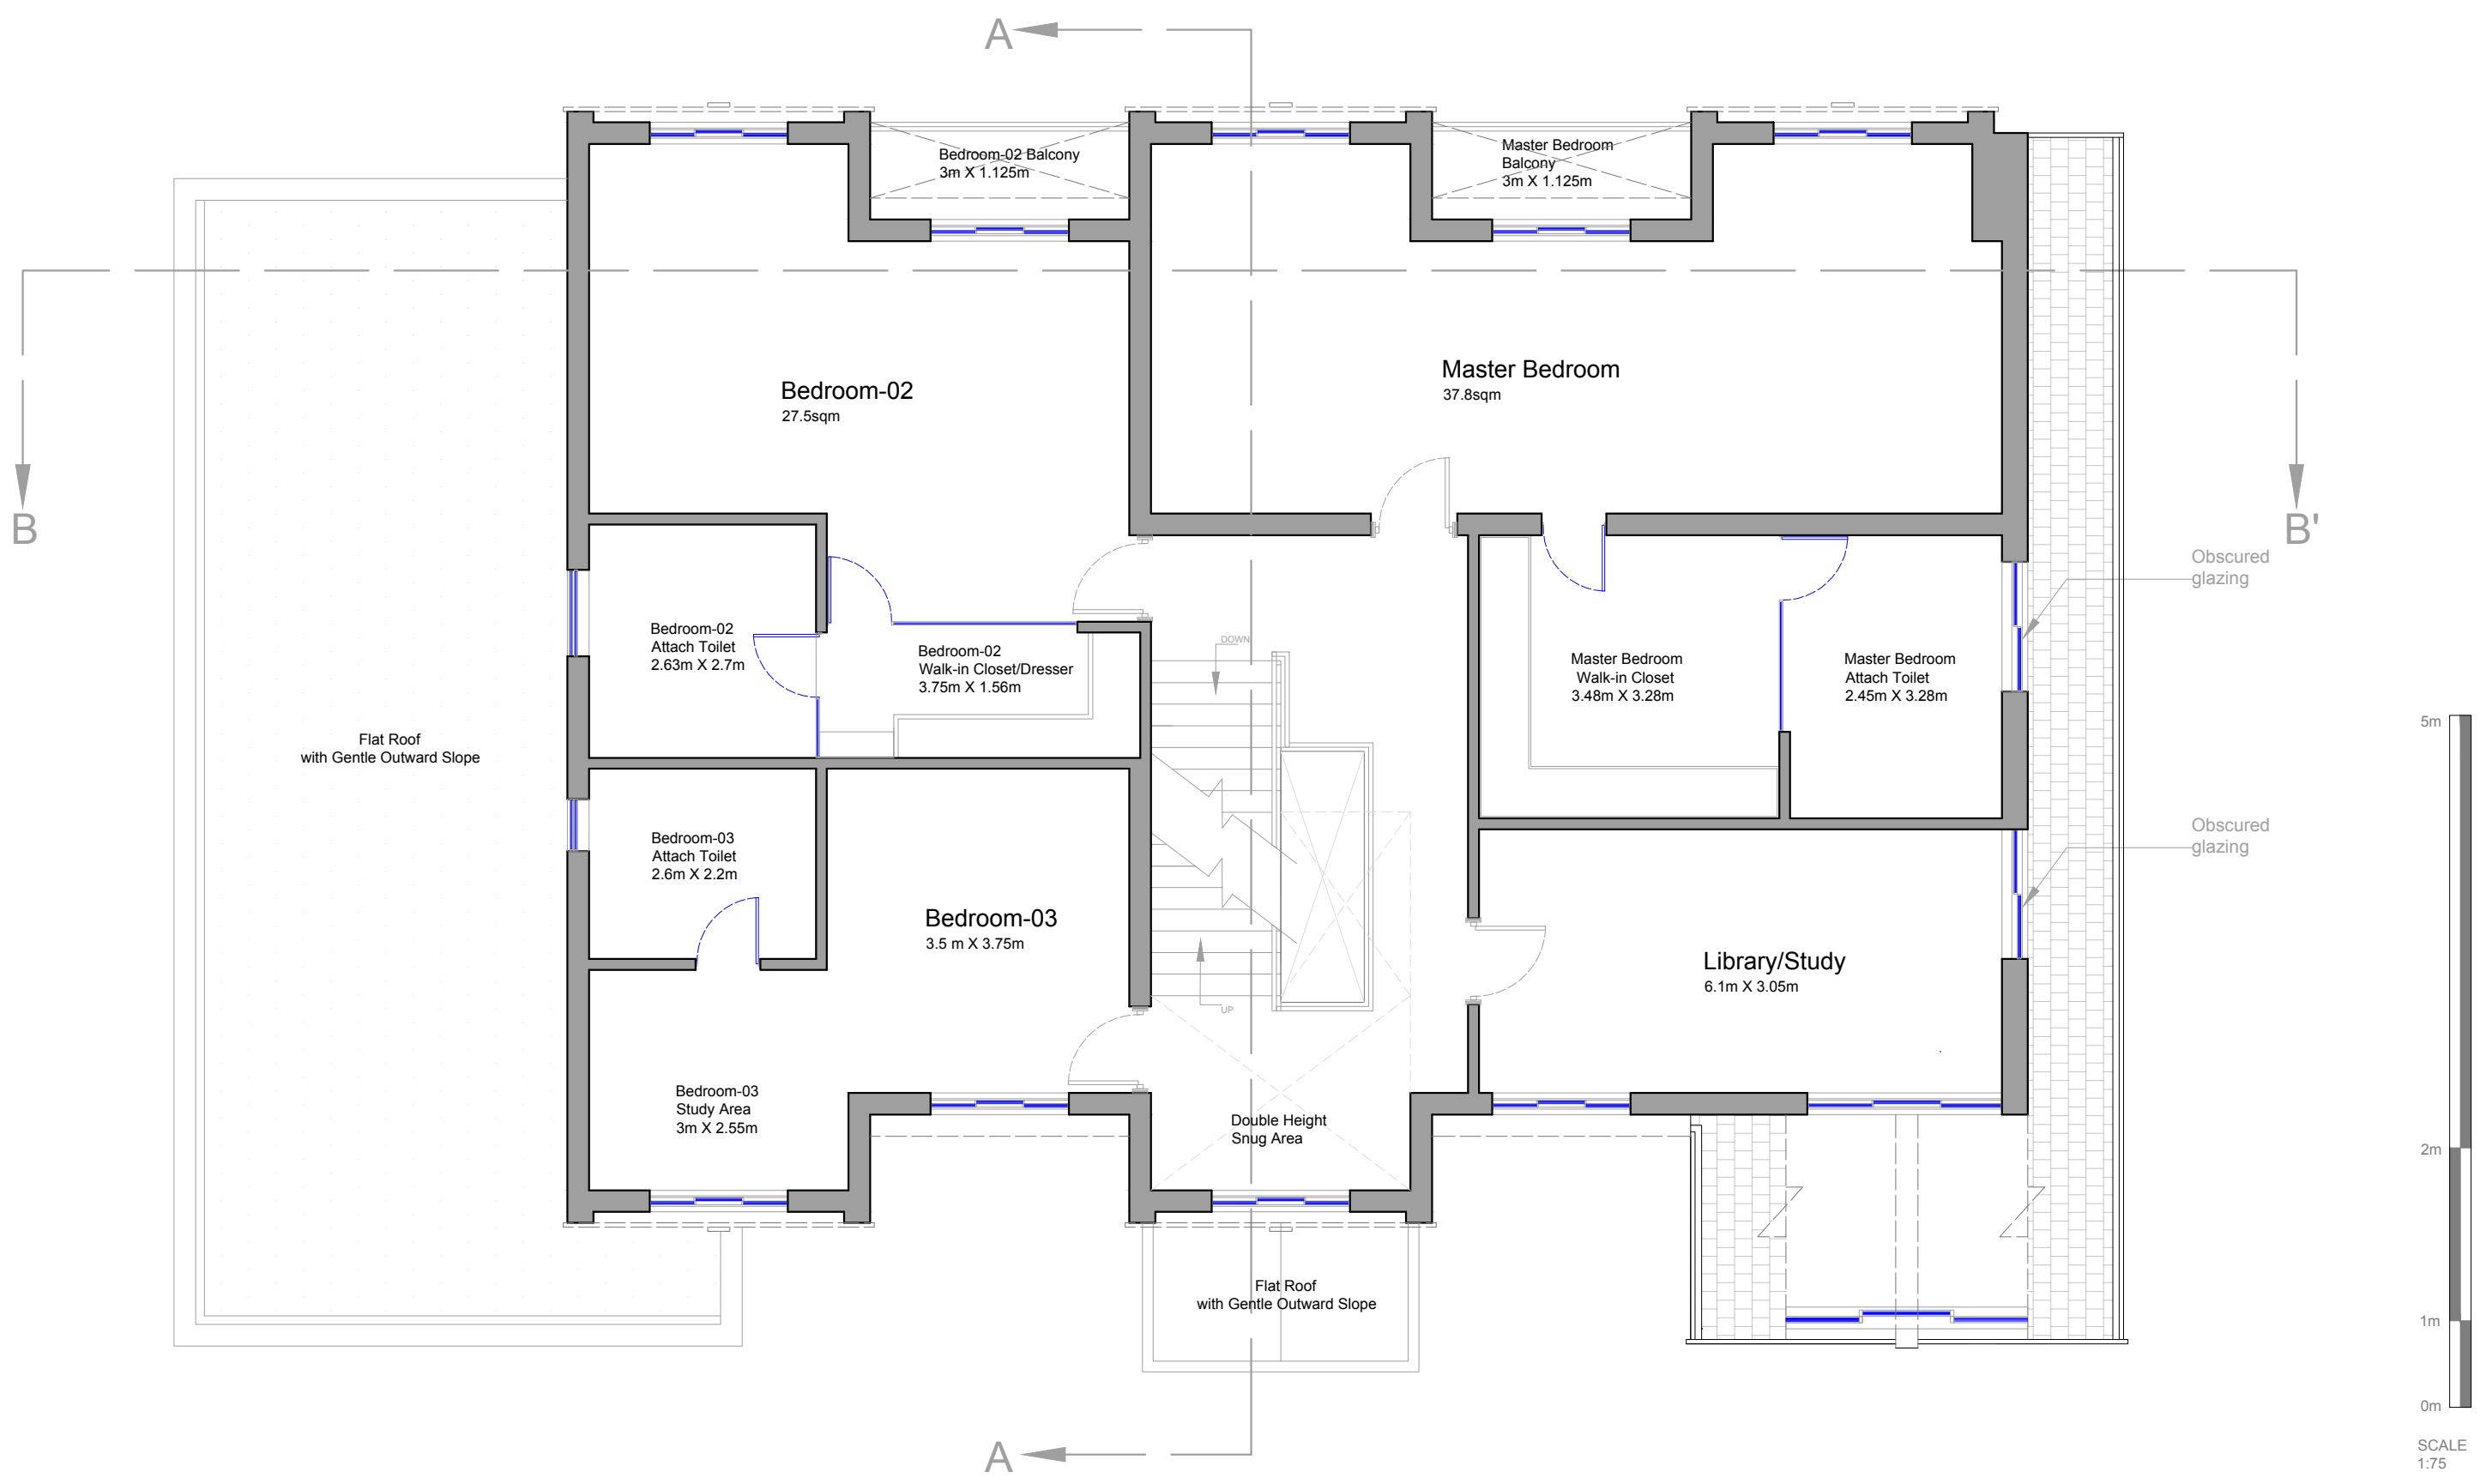 A
Bedroom-02 Balcony
3m X 1.125m
Master Bedroom
Balcony
3m X 1.125m
Bedroom-02
27.5sqm
Master Bedroom
37.8sqm
B
B'
Obscured
glazing
Bedroom-02
Attach Toilet
2.63m X 2.7m
Bedroom-02
Walk-in Closet/Dresser
3.75m X 1.56m
DOWN
Master Bedroom
Walk-in Closet
3.48m X 3.28m
Master Bedroom
Attach Toilet
2.45m X 3.28m
Flat Roof
with Gentle Outward Slope
Bedroom-03
Attach Toilet
2.6m X 2.2m
Bedroom-03
3.5 m X 3.75m
Obscured
glazing
Library/Study
6.1m X 3.05m
UP
Bedroom-03
Study Area
3m X 2.55m
Double Height
Snug Area
Flat Roof
with Gentle Outward Slope
A
5m
2m
1m
0m
SCALE
1:75